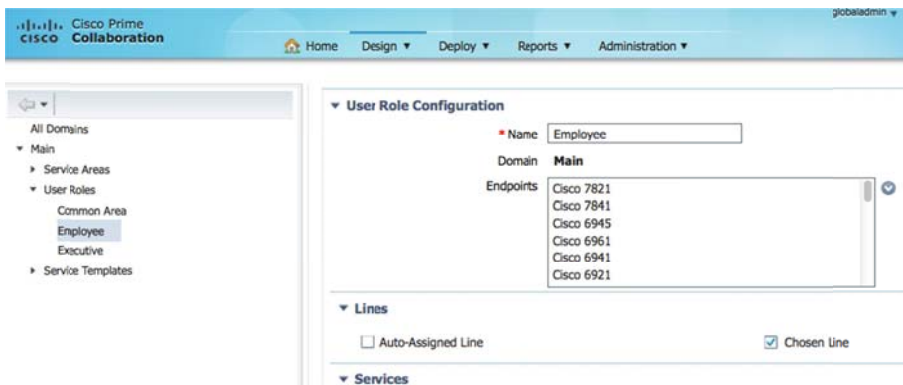 globaladmin
Cisco Prime
CISCO Collaboration
Home Design Deploy Reports Administration
All Domains
Main
Service Areas
User Roles
Common Area
Employee
Executive
Service Templates
User Role Configuration
* Name Employee
Domain Main
Endpoints Cisco 7821
Cisco 7841
Cisco 6945
Cisco 6961
Cisco 6941
Cisco 6921
Lines
Auto-Assigned Line Chosen Line
Services